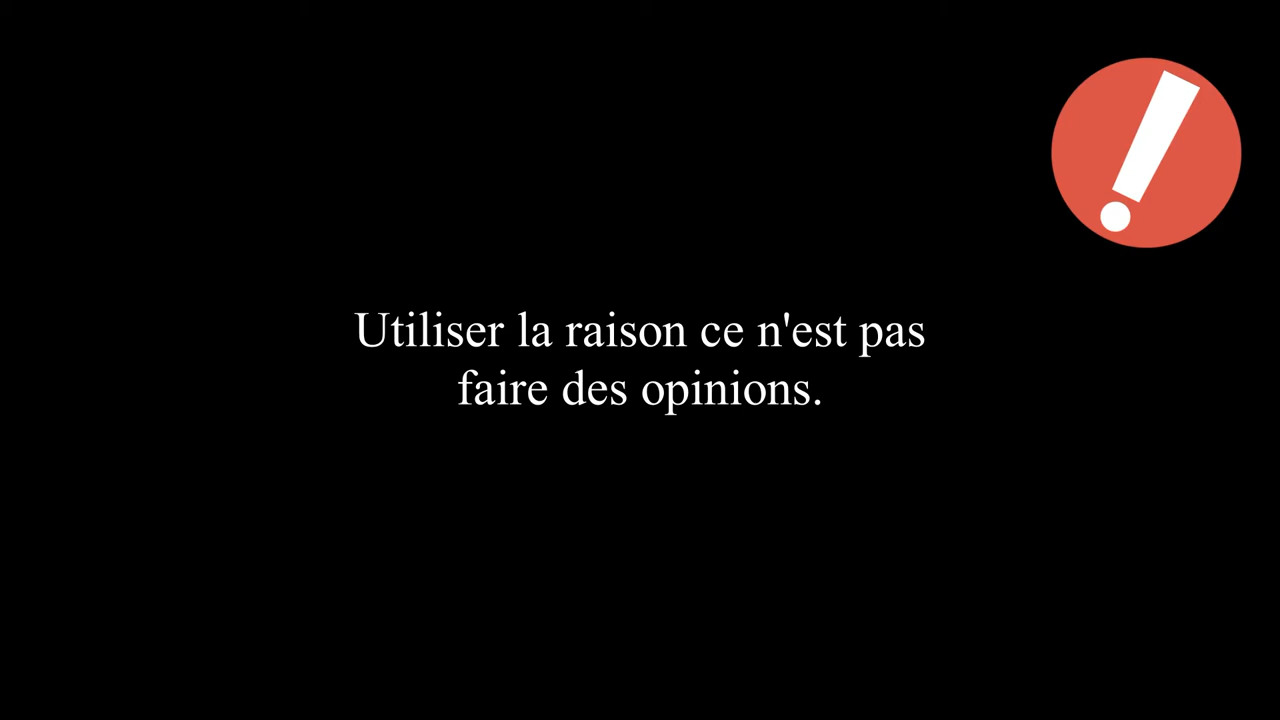 Utiliser la raison ce n'est pas
faire des opinions.